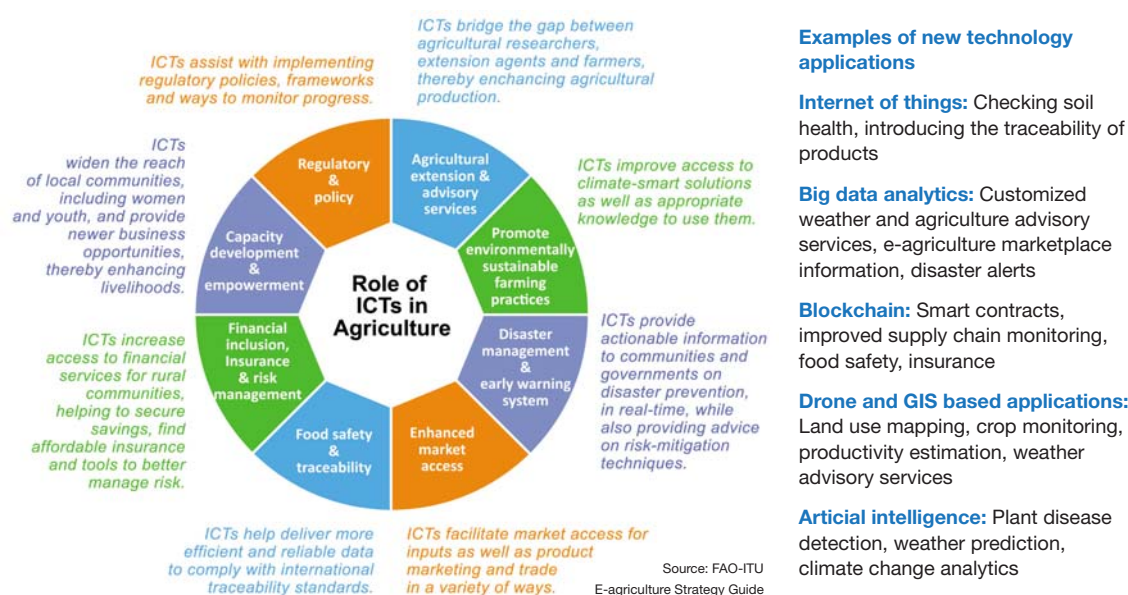 ICTs bridge the gap between
agricultural researchers,
extension agents and farmers,
thereby enchancing agricultural
production.
ICTs assist with implementing
regulatory policies, frameworks
and ways to monitor progress.
ICTs
widen the reach
of local communities,
including women
and youth, and provide
newer business
opportunities,
thereby enhancing
livelihoods.
ICTs improve access to
climate-smart solutions
as well as appropriate
knowledge to use them.
Regulatory
&
policy
Agricultural
extension &
advisory
services
Capacity
development
&
empowerment
Promote
environmentally
sustainable
farming
practices
Role of
ICTs in
Agriculture
Financial
inclusion,
Insurance
& risk
management
Disaster
management
&
early warning
system
Food safety
&
traceability
Enhanced
market
access
ICTs increase
access to financial
services for rural
communities,
helping to secure
savings, find
affordable insurance
and tools to better
manage risk.
ICTs provide
actionable information
to communities and
governments on
disaster prevention,
in real-time, while
also providing advice
on risk-mitigation
techniques.
ICTs help deliver more
efficient and reliable data
to comply with international
traceability standards.
ICTs facilitate market access for
inputs as well as product
marketing and trade
in a variety of ways.
Source: FAO-ITU
E-agriculture Strategy Guide
Examples of new technology
applications
Internet of things: Checking soil
health, introducing the traceability of
products
Big data analytics: Customized
weather and agriculture advisory
services, e-agriculture marketplace
information, disaster alerts
Blockchain: Smart contracts,
improved supply chain monitoring,
food safety, insurance
Drone and GIS based applications:
Land use mapping, crop monitoring,
productivity estimation, weather
advisory services
Articial intelligence: Plant disease
detection, weather prediction,
climate change analytics